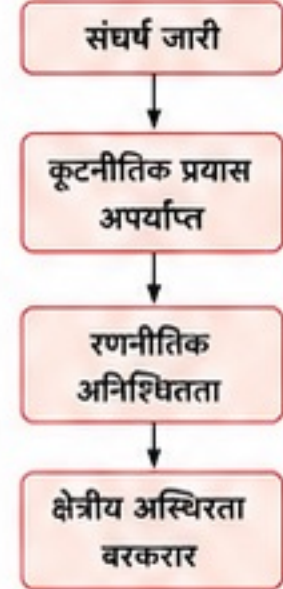 संघर्ष जारी
कूटनीतिक प्रयास
अपर्याप्त
रणनीतिक
अनिश्धितता
क्षेत्रीय अस्थिरता
बरकरार